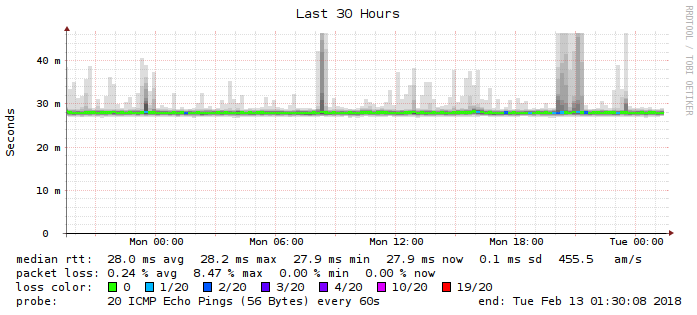 Last 30 Hours
RRDTOOL / TOBI OETIKER
Seconds
40 m
30 m
20 m
10 m
0
Mon 00:00 Mon 06:00 Mon 12:00 Mon 18:00 Tue 00:00
median rtt: 28.0 ms avg 28.2 ms max 27.9 ms min 27.9 ms now 0.1 ms sd 455.5 am/s
packet loss: 0.24 % avg 8.47 % max 0.00 % min 0.00 % now
loss color: 0 1/20 2/20 3/20 4/20 10/20 19/20
probe: 20 ICMP Echo Pings (56 Bytes) every 60s end: Tue Feb 13 01:30:08 2018